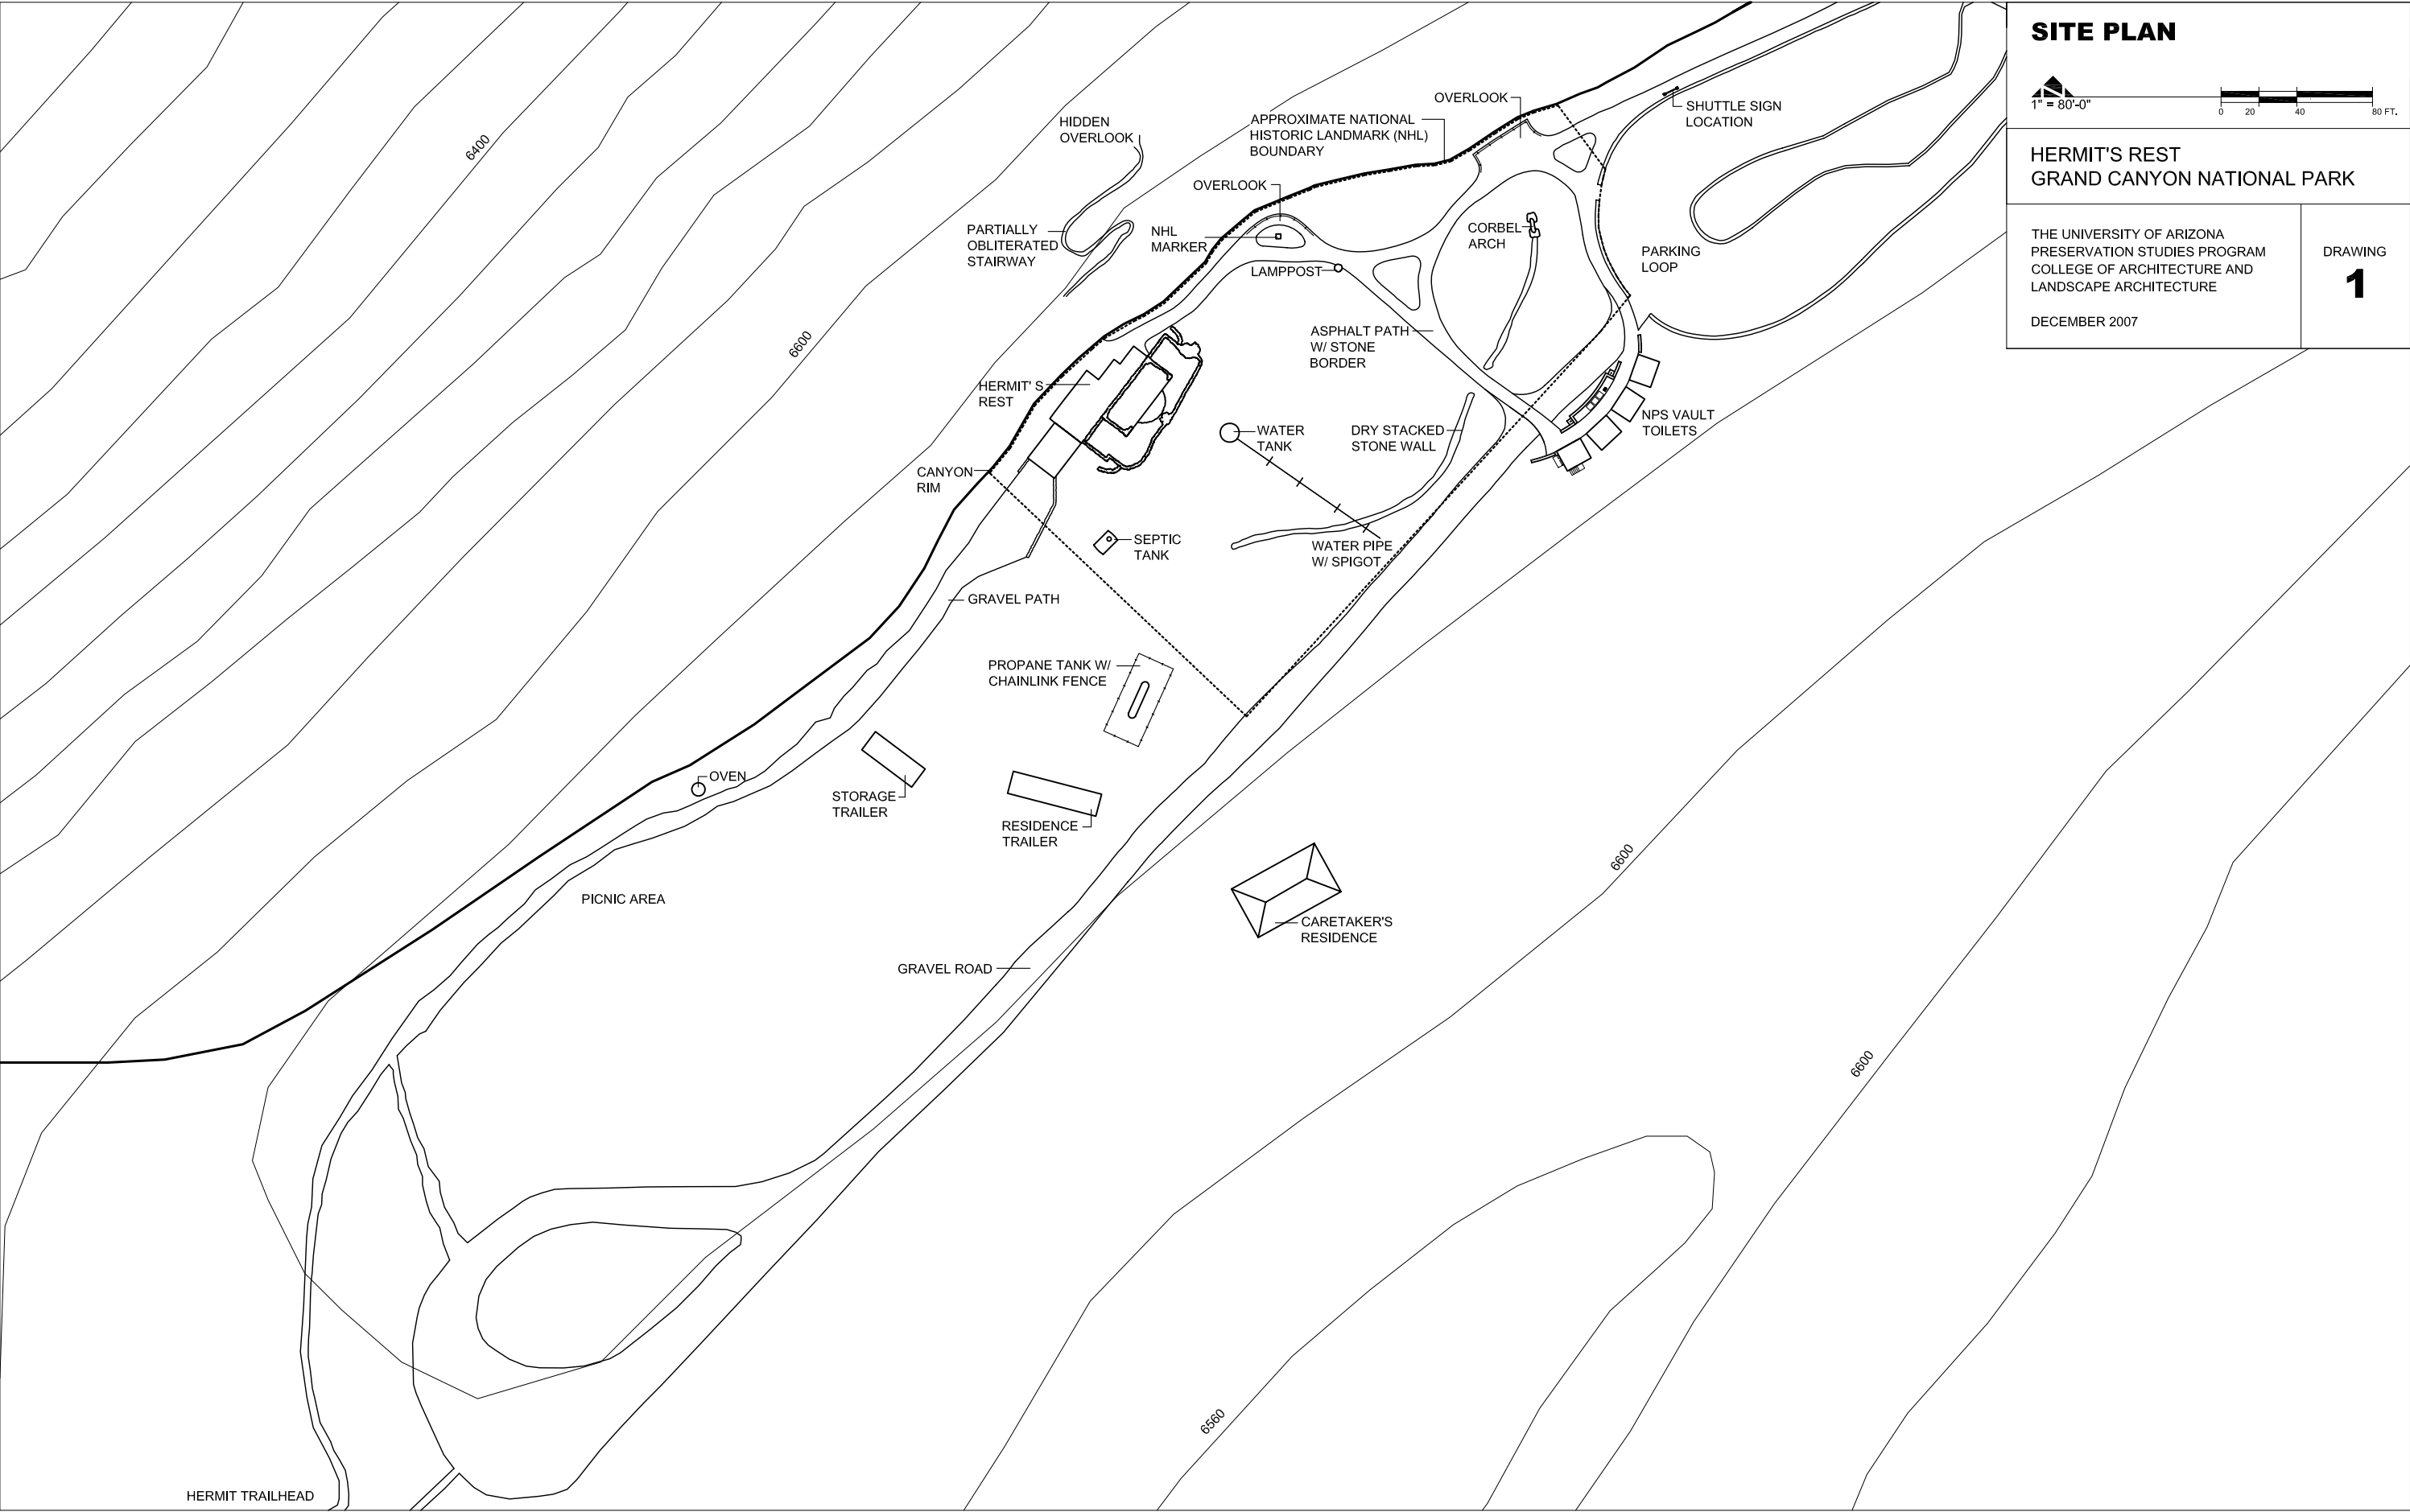 SITE PLAN
N
1" = 80'-0"
0 20 40 80 FT.
HERMIT'S REST
GRAND CANYON NATIONAL PARK
THE UNIVERSITY OF ARIZONA
PRESERVATION STUDIES PROGRAM
COLLEGE OF ARCHITECTURE AND
LANDSCAPE ARCHITECTURE
DECEMBER 2007
DRAWING
1
OVERLOOK
SHUTTLE SIGN
LOCATION
HIDDEN
OVERLOOK
APPROXIMATE NATIONAL
HISTORIC LANDMARK (NHL)
BOUNDARY
6400
OVERLOOK
PARTIALLY
OBLITERATED
STAIRWAY
NHL
MARKER
CORBEL
ARCH
PARKING
LOOP
LAMPPOST
6600
ASPHALT PATH
W/ STONE
BORDER
HERMIT' S
REST
NPS VAULT
TOILETS
WATER
TANK
DRY STACKED
STONE WALL
CANYON
RIM
SEPTIC
TANK
WATER PIPE
W/ SPIGOT
GRAVEL PATH
PROPANE TANK W/
CHAINLINK FENCE
OVEN
STORAGE
TRAILER
RESIDENCE
TRAILER
6600
PICNIC AREA
CARETAKER'S
RESIDENCE
GRAVEL ROAD
6600
6560
HERMIT TRAILHEAD